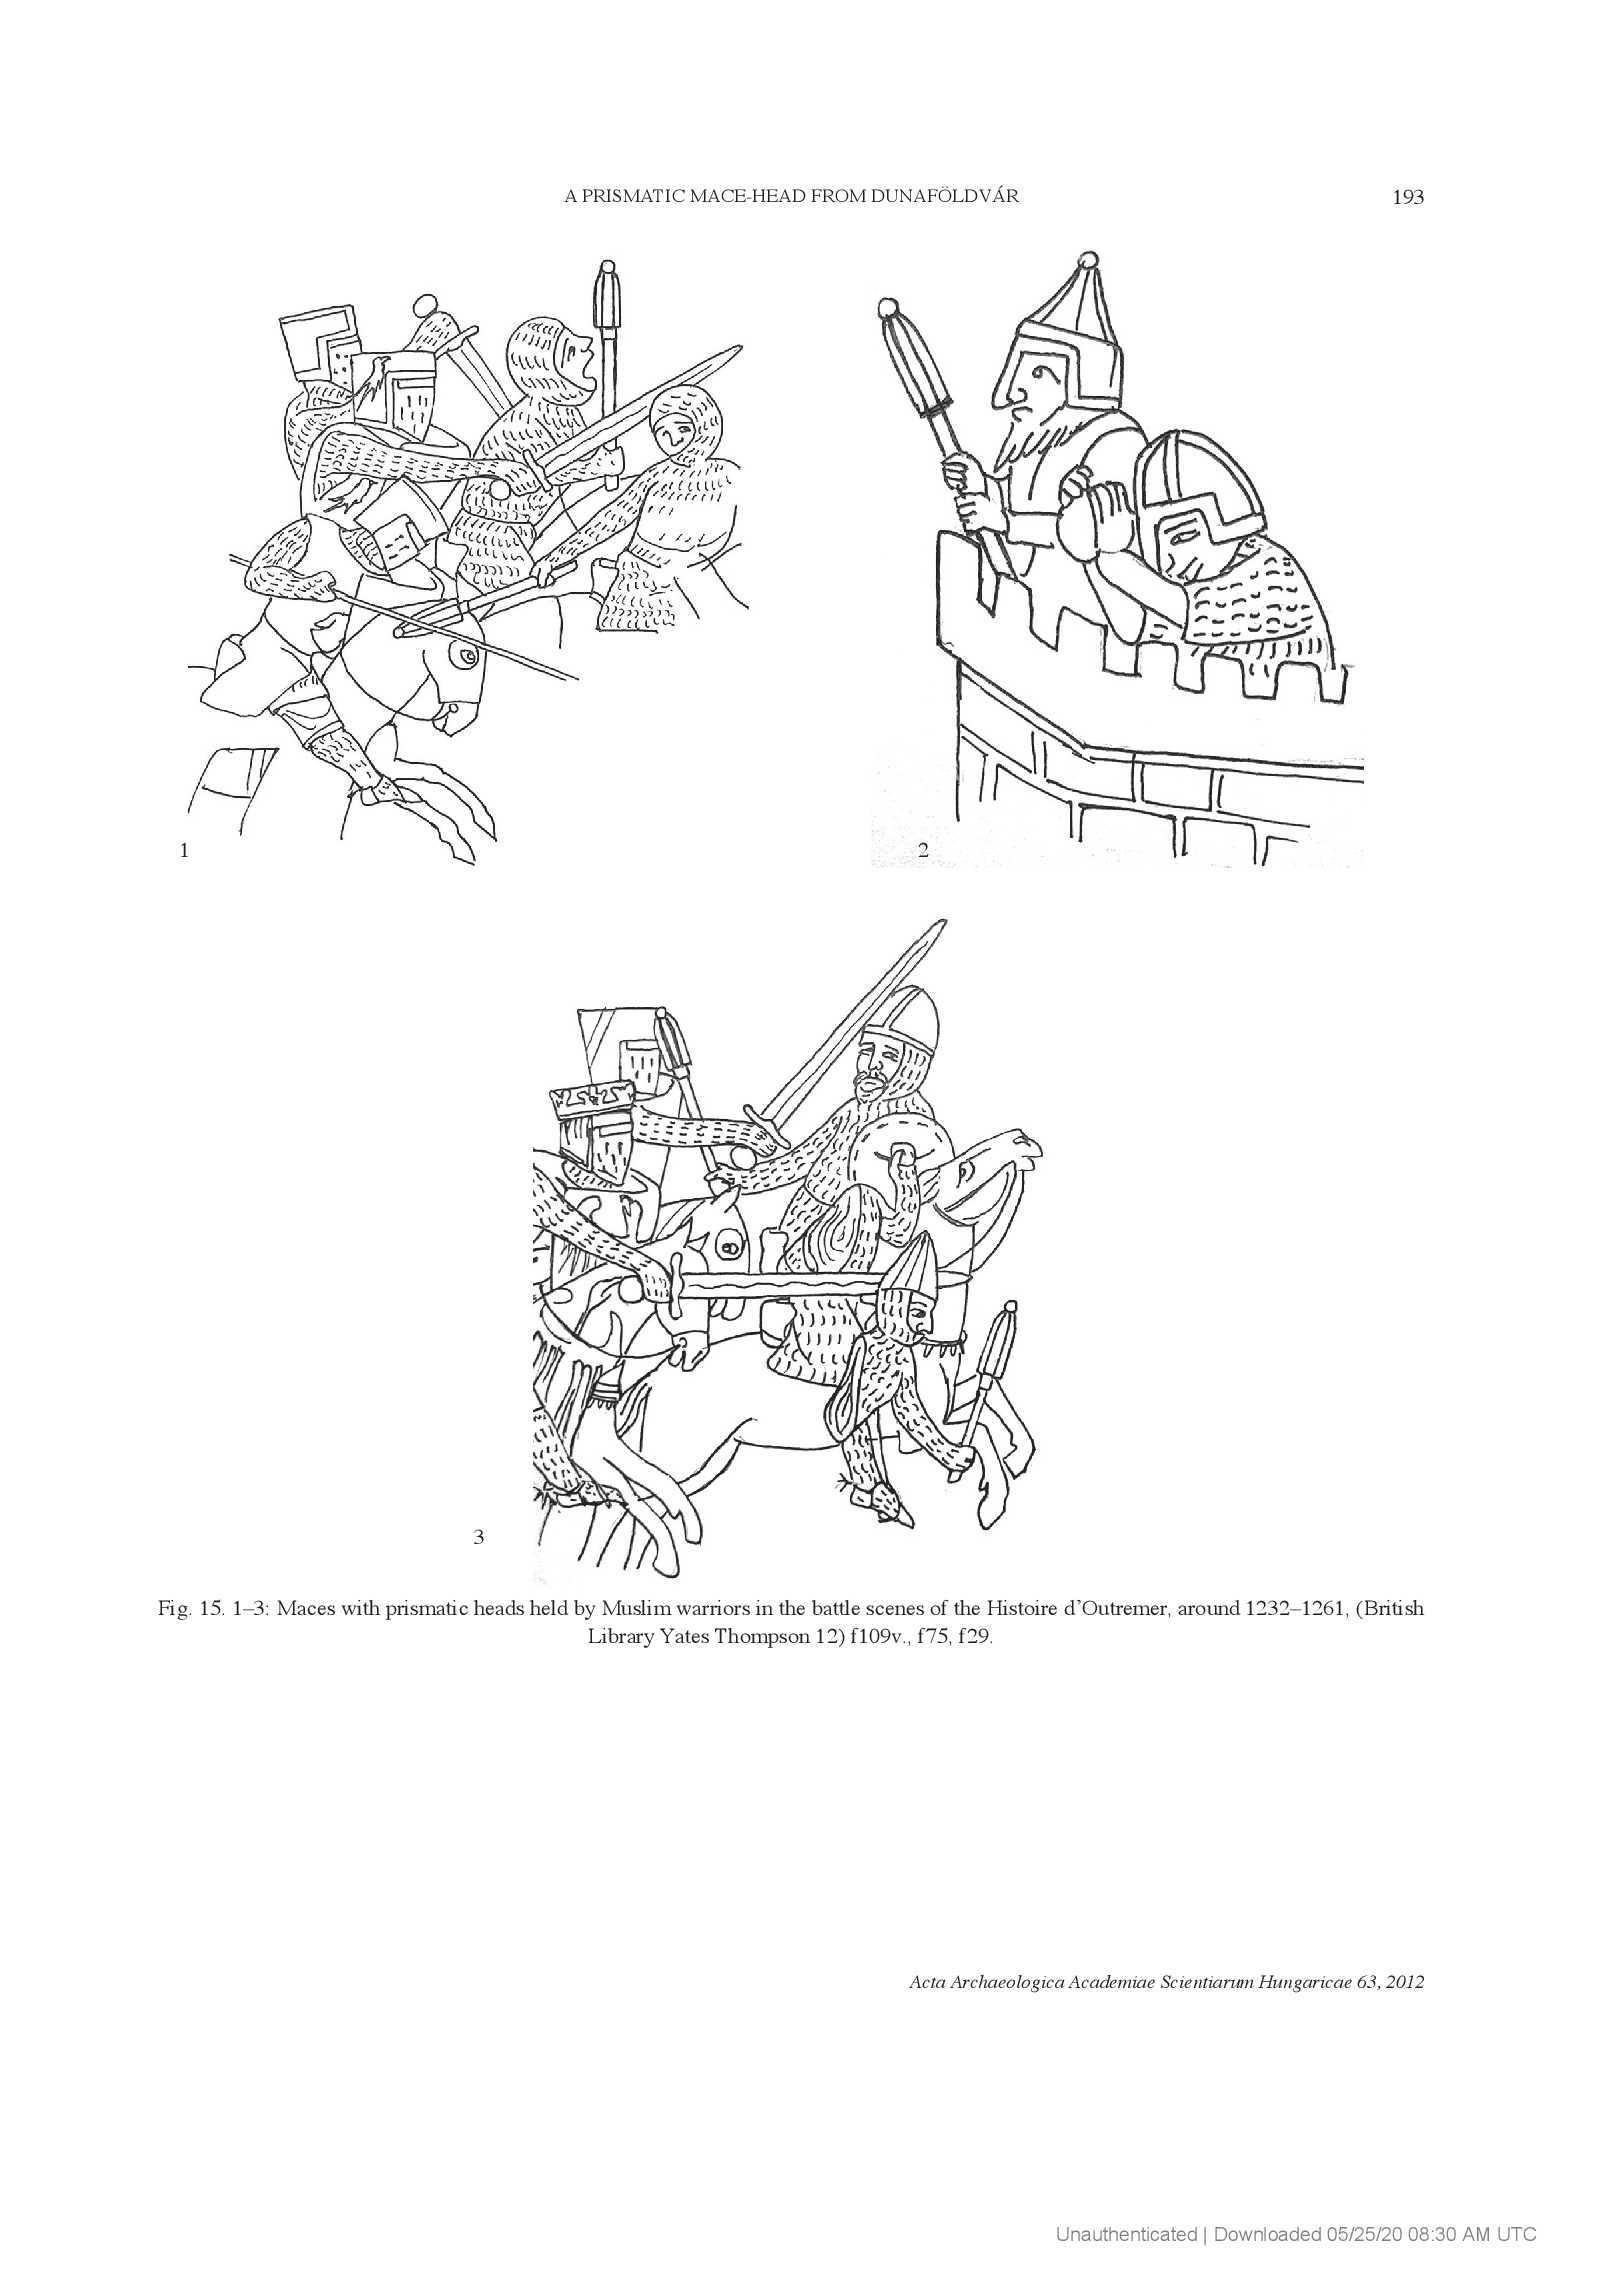 A PRISMATIC MACE-HEAD FROM DUNAFÖLDVÁR
193
1
2
3
Fig. 15. 1–3: Maces with prismatic heads held by Muslim warriors in the battle scenes of the Histoire d’Outremer, around 1232–1261, (British
Library Yates Thompson 12) f109v., f75, f29.
Acta Archaeologica Academiae Scientiarum Hungaricae 63, 2012
Unauthenticated | Downloaded 05/25/20 08:30 AM UTC